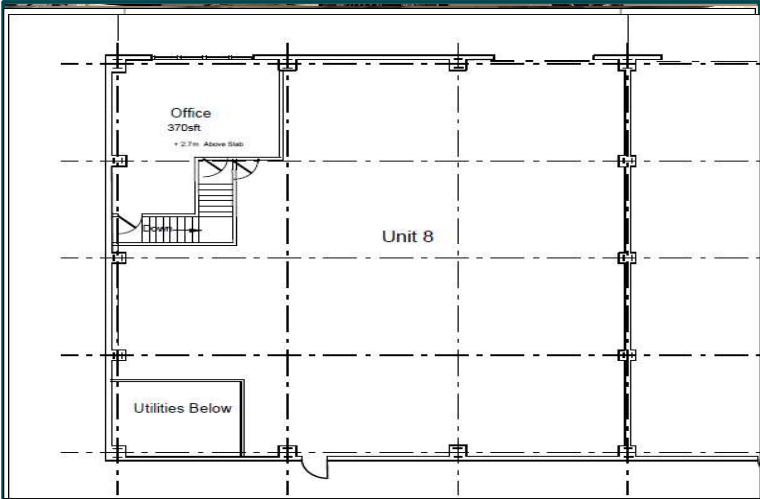 Office
370sft
+ 2.7m Above Slab
Down
Unit 8
Utilities Below